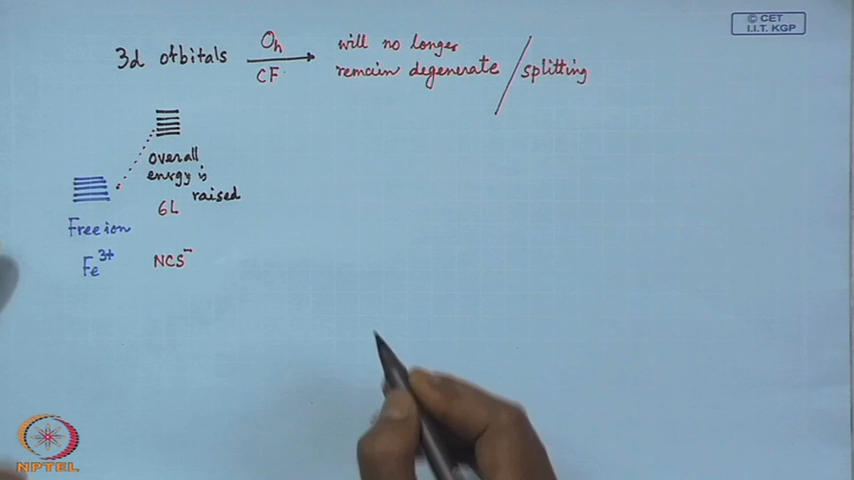 © CET
I.I.T. KGP
3d orbitals Oh CF will no longer
remain degenerate / splitting
overall
energy is
raised
6L
Free ion
Fe3+ NCS-
NPTEL